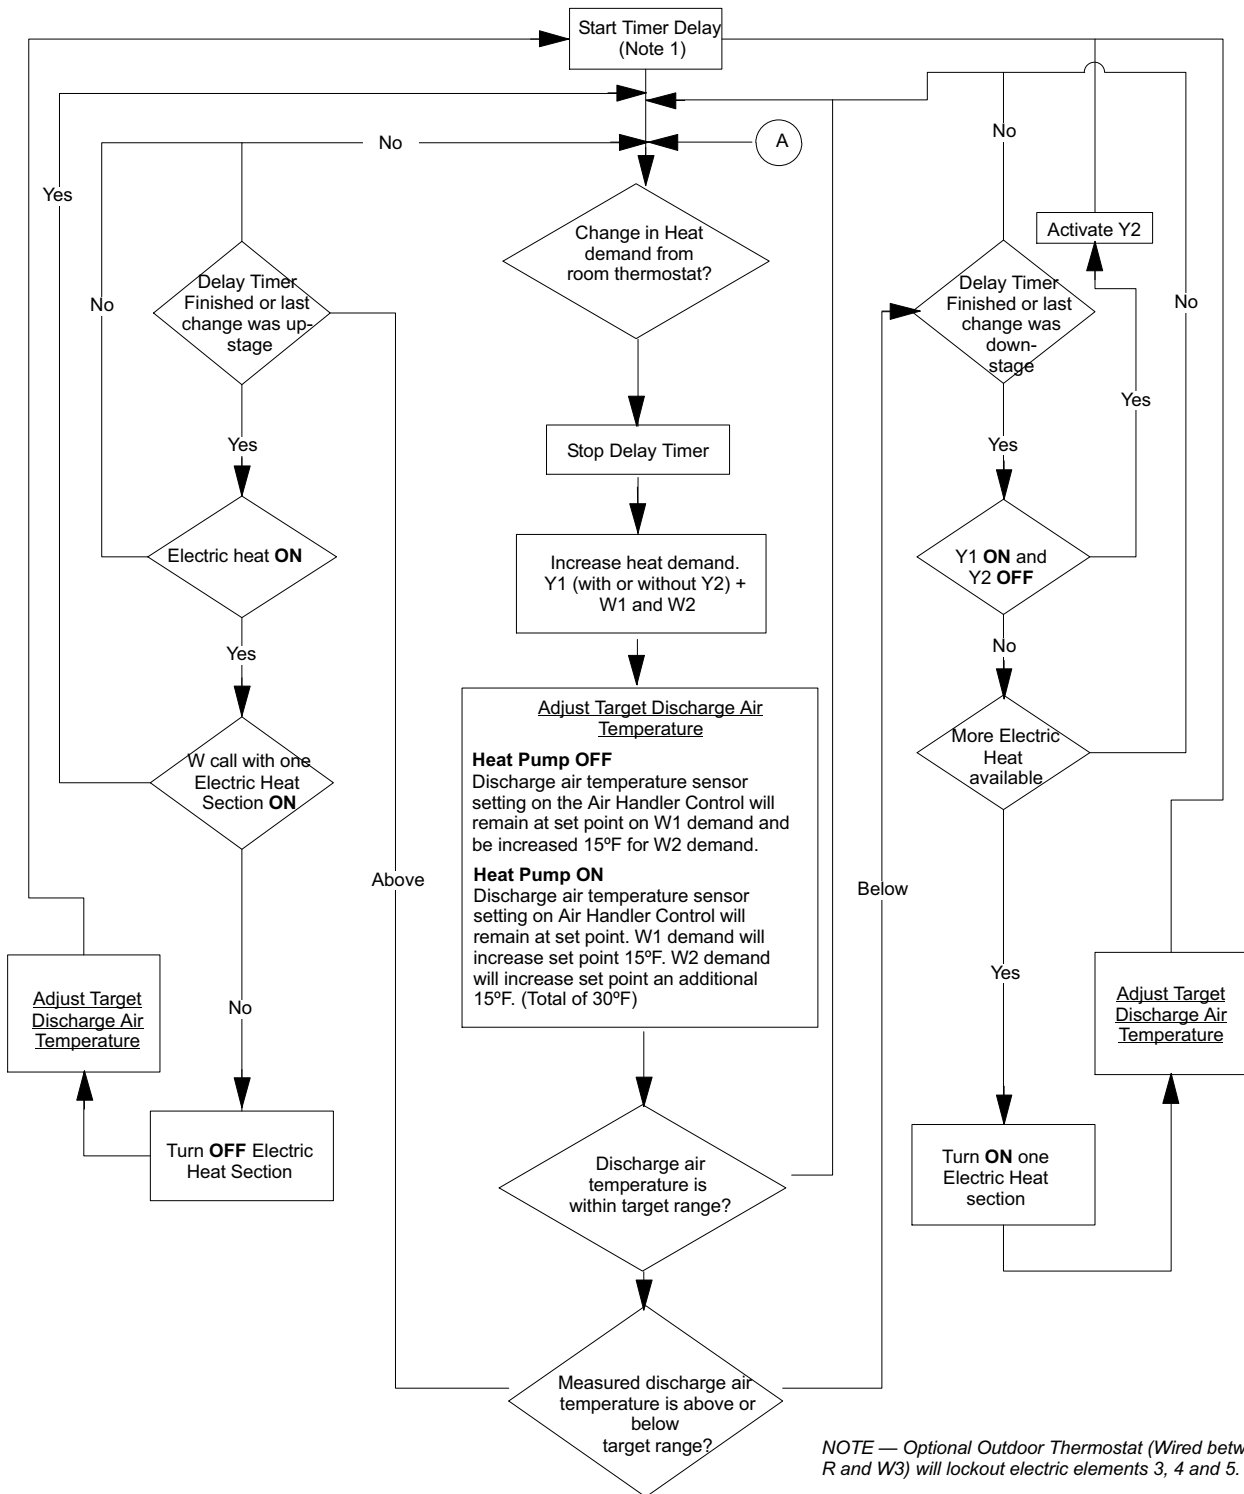 Start Timer Delay
(Note 1)
No
A
No
Yes
Change in Heat
demand from
room thermostat?
Activate Y2
Delay Timer
Finished or last
change was up-
stage
No
Delay Timer
Finished or last
change was
down-
stage
No
Yes
Yes
Stop Delay Timer
Yes
Electric heat ON
Increase heat demand.
Y1 (with or without Y2) +
W1 and W2
Y1 ON and
Y2 OFF
Yes
No
Adjust Target Discharge Air
Temperature
Heat Pump OFF
Discharge air temperature sensor
setting on the Air Handler Control will
remain at set point on W1 demand and
be increased 15ºF for W2 demand.
Heat Pump ON
Discharge air temperature sensor
setting on Air Handler Control will
remain at set point. W1 demand will
increase set point 15ºF. W2 demand
will increase set point an additional
15ºF. (Total of 30ºF)
W call with one
Electric Heat
Section ON
More Electric
Heat
available
Above
Below
Yes
No
Adjust Target
Discharge Air
Temperature
Adjust Target
Discharge Air
Temperature
Turn OFF Electric
Heat Section
Discharge air
temperature is
within target range?
Turn ON one
Electric Heat
section
Measured discharge air
temperature is above or
below
target range?
NOTE — Optional Outdoor Thermostat (Wired betw
R and W3) will lockout electric elements 3, 4 and 5.